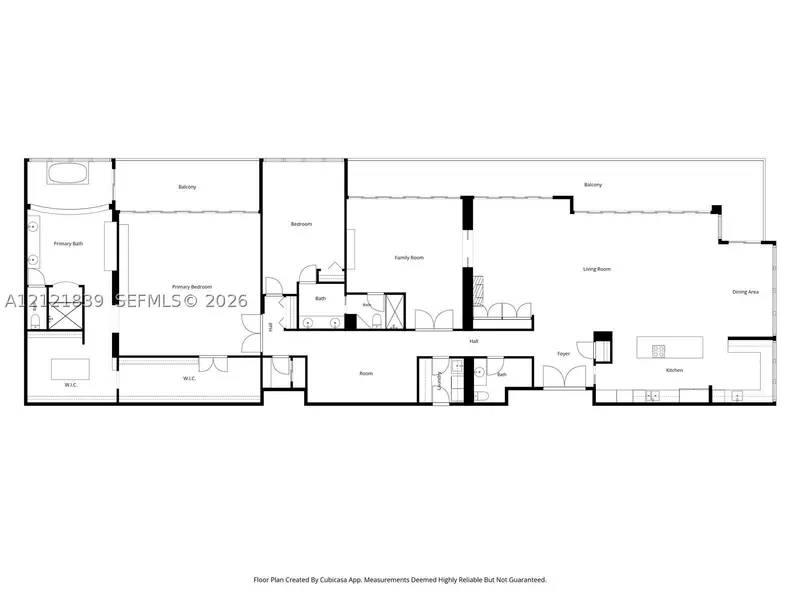 Balcony
Balcony
Bedroom
Primary Bath
Family Room
Living Room
Primary Bedroom
Dining Area
A12121839 SEFMLS© 2026
Bath
Bath
Hall
Hall
Foyer
Kitchen
Room
Laundry
Bath
W.I.C.
W.I.C.
Floor Plan Created By Cubicasa App. Measurements Deemed Highly Reliable But Not Guaranteed.